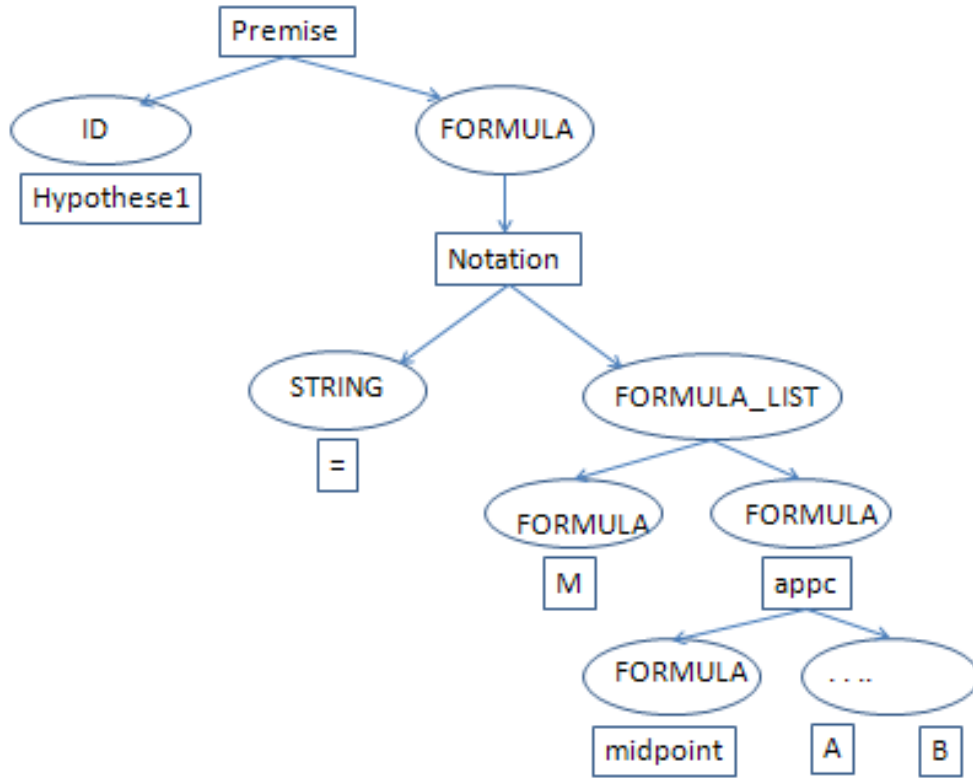 Premise
ID
FORMULA
Hypothese1
Notation
STRING
FORMULA_LIST
=
FORMULA
FORMULA
M
appc
FORMULA
. . ..
midpoint
A
B